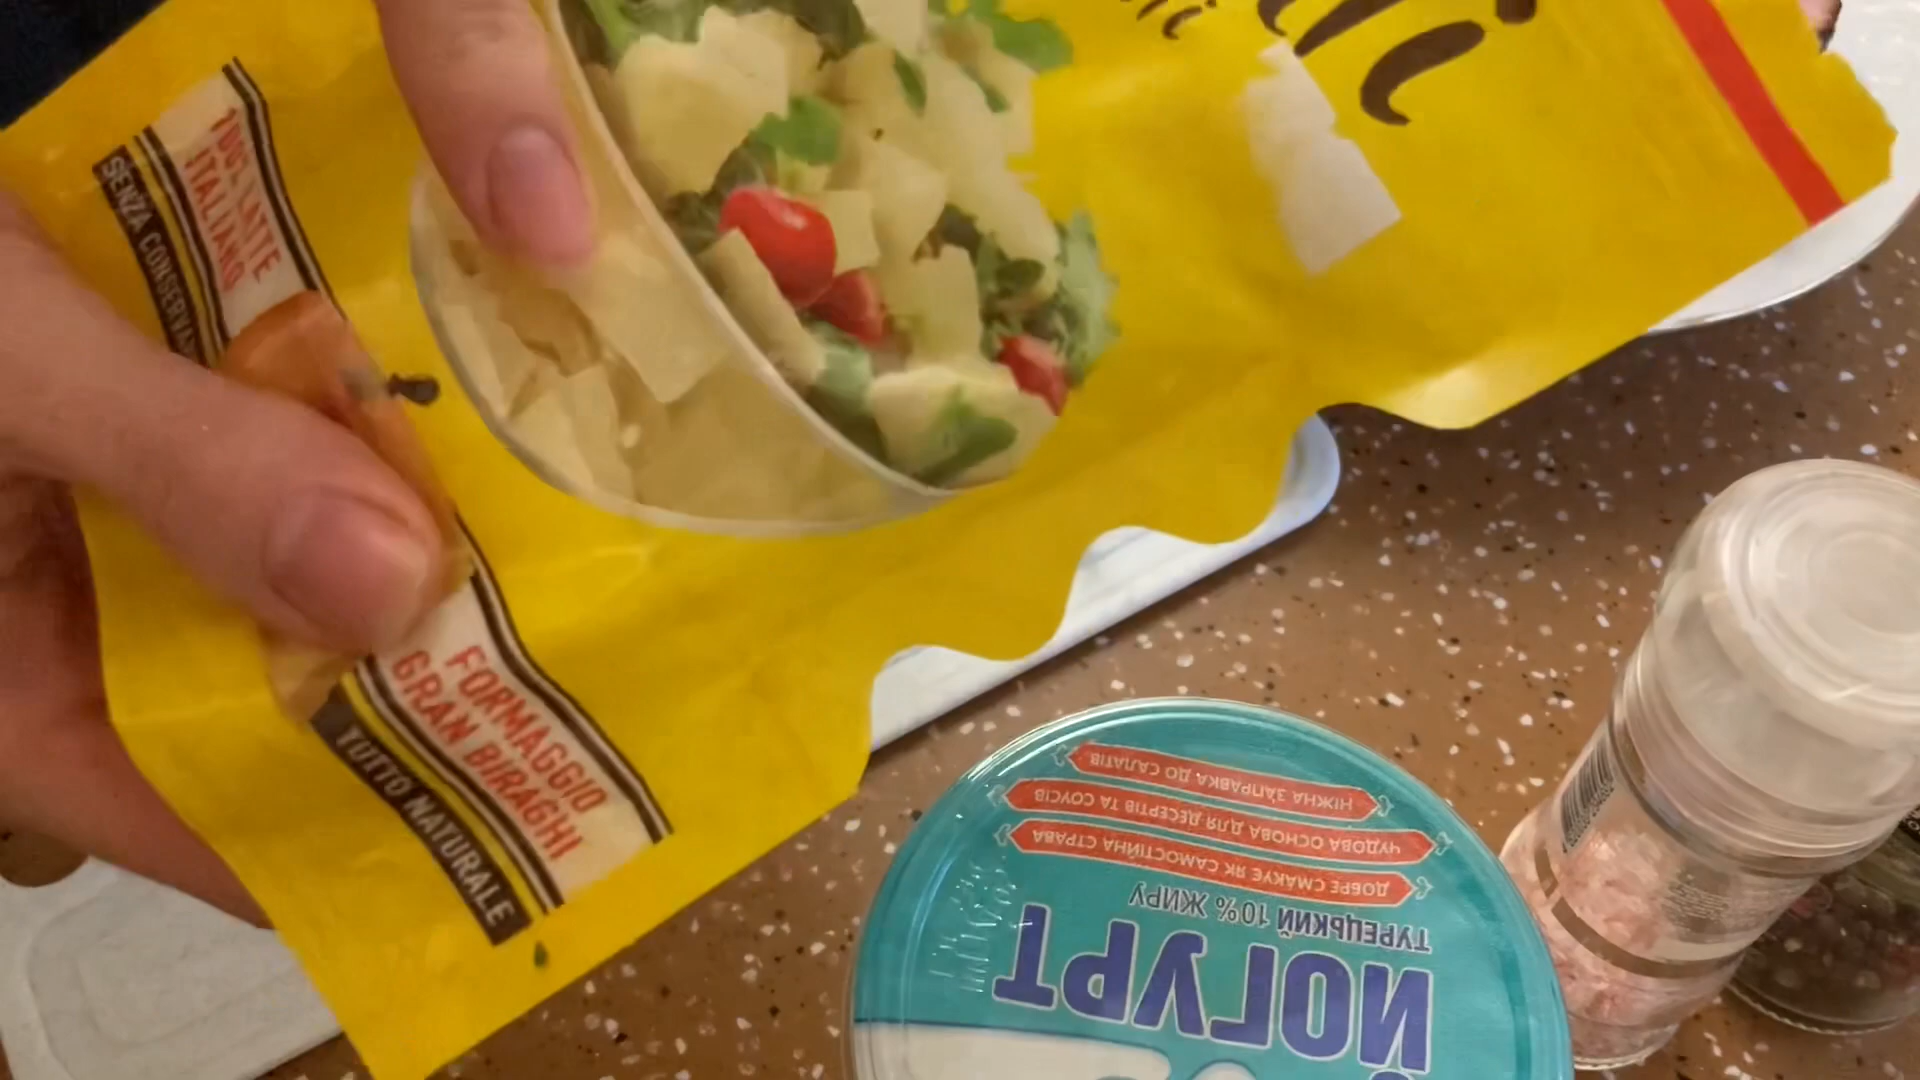 100% LATTE
ITALIANO
SENZA
FORMAGGIO
GRAN BIRAGHI
TUTTO NATURALE
ЙОГУРТ
ТУРЕЦЬКИЙ 10% ЖИРУ
ДОБРЕ СМАКУЄ ЯК САМОСТІЙНА СТРАВА
ЧУДОВА ОСНОВА ДЛЯ ДЕСЕРТІВ ТА СОУСІВ
НІЖНА ЗАПРАВКА ДО САЛАТІВ